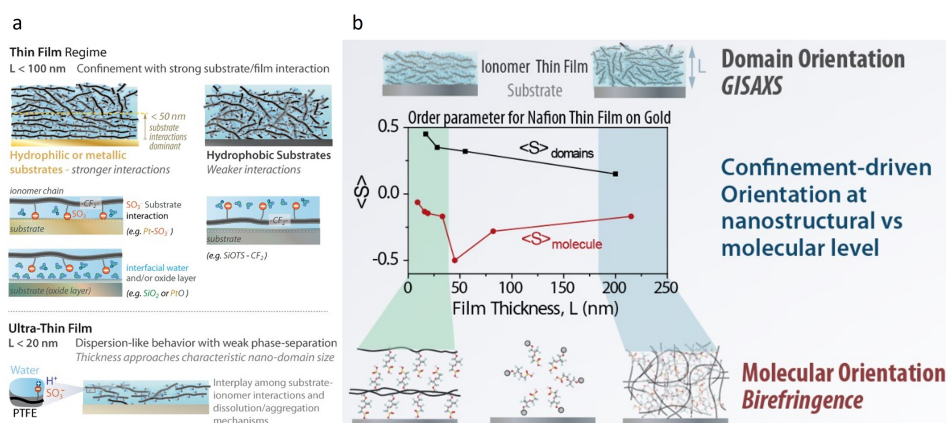 a
Thin Film Regime
L < 100 nm Confinement with strong substrate/film interaction
< 50 nm
substrate
interactions
dominant
Hydrophilic or metallic
substrates - stronger interactions
Hydrophobic Substrates
Weaker interactions
ionomer chain
-CF₂-
SO₃⁻
substrate
SO₃⁻ Substrate
interaction
(e.g. Pt-SO₃⁻)
-CF₂-
substrate
(e.g. SiOTS - CF₂)
interfacial water
and/or oxide layer
substrate (oxide layer)
(e.g. SiO₂ or PtO )
Ultra-Thin Film
L < 20 nm Dispersion-like behavior with weak phase-separation
Thickness approaches characteristic nano-domain size
Water
H⁺
SO₃⁻
PTFE
Interplay among substrate-
ionomer interactions and
dissolution/aggregation
mechanisms
b
Ionomer Thin Film
Substrate
L
Domain Orientation
GISAXS
Order parameter for Nafion Thin Film on Gold
0.5
0.0
-0.5
<S>
<S> domains
<S> molecule
0 50 100 150 200 250
Film Thickness, L (nm)
Confinement-driven
Orientation at
nanostructural vs
molecular level
Molecular Orientation
Birefringence